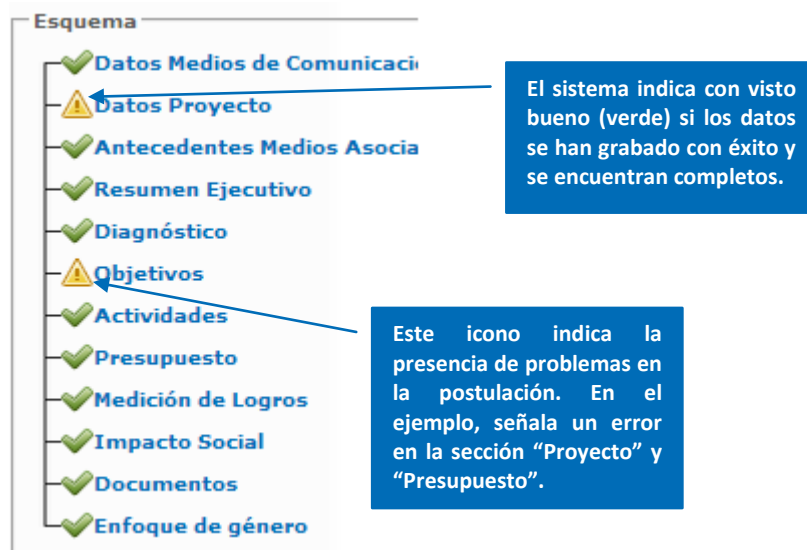 Esquema
Datos Medios de Comunicaci
Datos Proyecto
Antecedentes Medios Asocia
Resumen Ejecutivo
Diagnóstico
Objetivos
Actividades
Presupuesto
Medición de Logros
Impacto Social
Documentos
Enfoque de género
El sistema indica con visto
bueno (verde) si los datos
se han grabado con éxito y
se encuentran completos.
Este icono indica la
presencia de problemas en
la postulación. En el
ejemplo, señala un error
en la sección “Proyecto” y
“Presupuesto”.